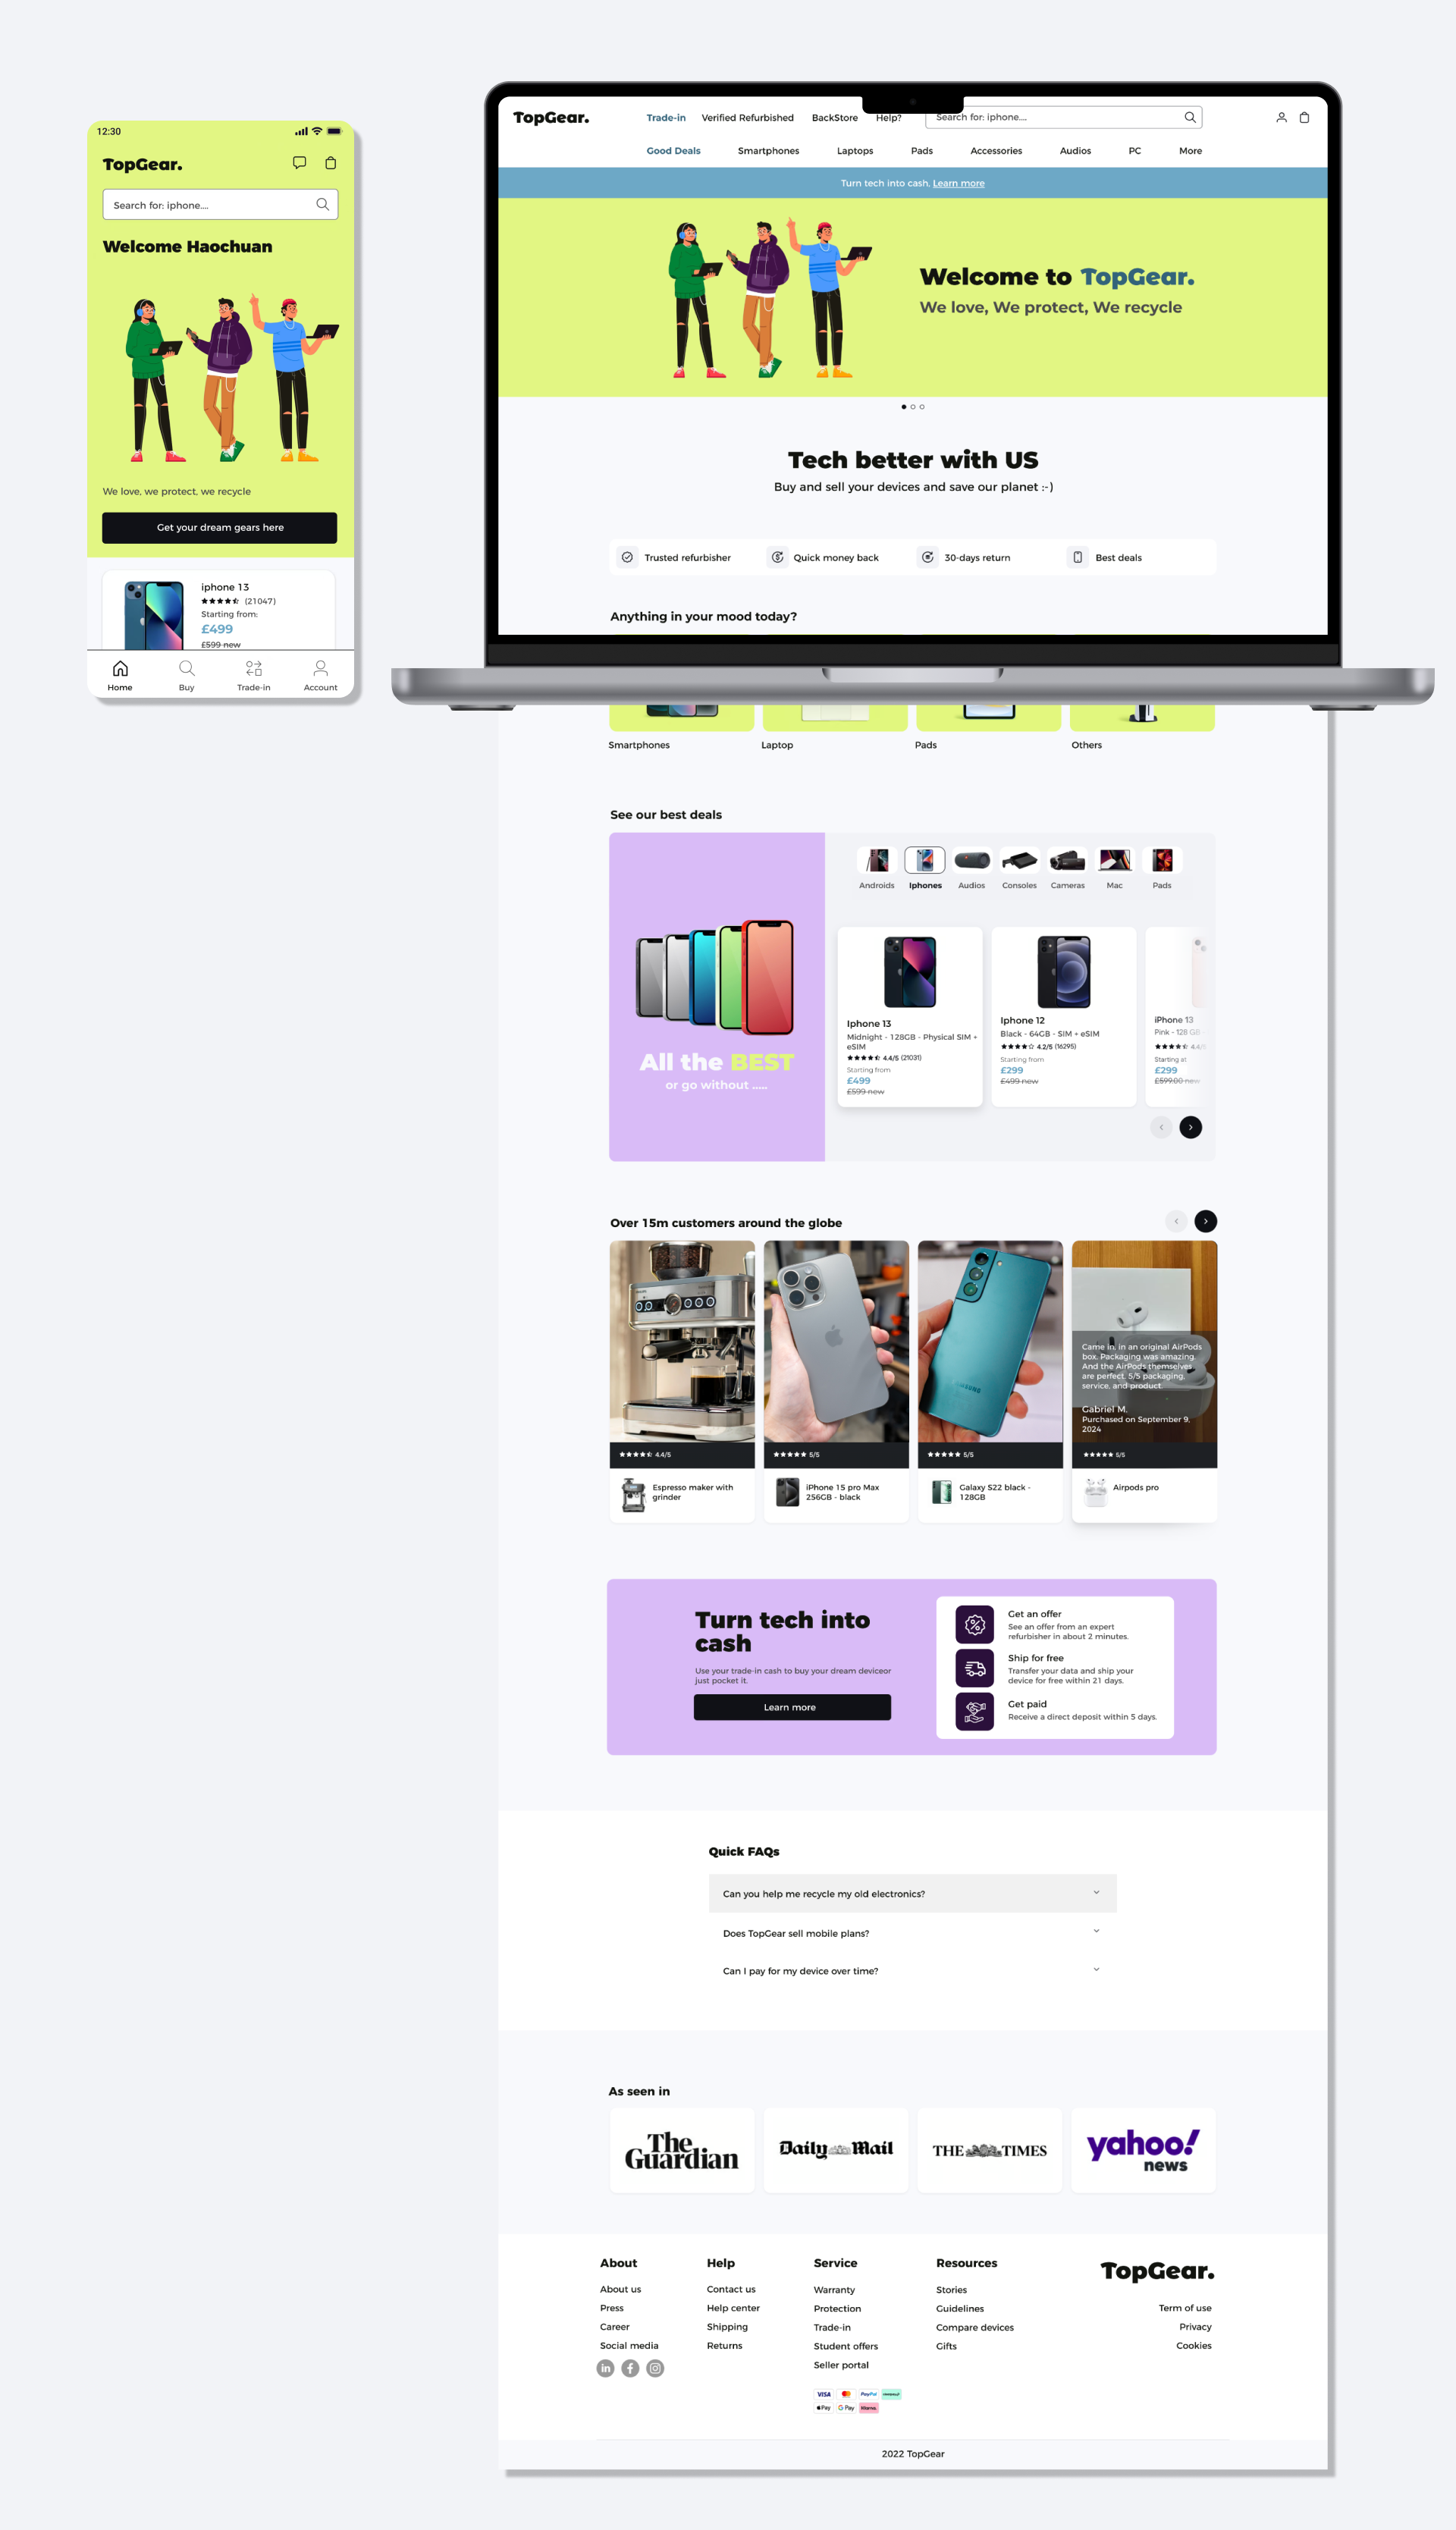 12:30
TopGear.
Search for: iphone....
Welcome Haochuan
We love, we protect, we recycle
Get your dream gears here
iphone 13
(21047)
Starting from:
£499
£599 new
Home
Buy
Trade-in
Account
TopGear.
Trade-in
Verified Refurbished
BackStore
Help?
Search for: iphone....
Good Deals
Smartphones
Laptops
Pads
Accessories
Audios
PC
More
Turn tech into cash. Learn more
Welcome to TopGear.
We love, We protect, We recycle
Tech better with US
Buy and sell your devices and save our planet :-)
Trusted refurbisher
Quick money back
30-days return
Best deals
Anything in your mood today?
Smartphones
Laptop
Pads
Others
See our best deals
All the BEST
or go without .....
Androids
Iphones
Audios
Consoles
Cameras
Mac
Pads
Iphone 13
Midnight - 128GB - Physical SIM +
eSIM
4.4/5 (21031)
Starting from
£499
£599 new
Iphone 12
Black - 64GB - SIM + eSIM
4.2/5 (16295)
Starting from
£299
£499 new
iPhone 13
Pink - 128 GB -
4.4/5
Starting at
£299
£599.00 new
Over 15m customers around the globe
SAMSUNG
Came in. in an original AirPods
box. Packaging was amazing.
And the AirPods themselves
are perfect. 5/5 packaging,
service, and product.
Gabriel M.
Purchased on September 9,
2024
4.4/5
5/5
5/5
5/5
Espresso maker with
grinder
iPhone 15 pro Max
256GB - black
Galaxy S22 black -
128GB
Airpods pro
Turn tech into
cash
Use your trade-in cash to buy your dream deviceor
just pocket it.
Learn more
Get an offer
See an offer from an expert
refurbisher in about 2 minutes.
Ship for free
Transfer your data and ship your
device for free within 21 days.
Get paid
Receive a direct deposit within 5 days.
Quick FAQs
Can you help me recycle my old electronics?
Does TopGear sell mobile plans?
Can I pay for my device over time?
As seen in
The
Guardian
Daily Mail
THE TIMES
yahoo!
news
About
About us
Press
Career
Social media
Help
Contact us
Help center
Shipping
Returns
Service
Warranty
Protection
Trade-in
Student offers
Seller portal
VISA
PayPal
Pay
G Pay
Klarna.
Resources
Stories
Guidelines
Compare devices
Gifts
TopGear.
Term of use
Privacy
Cookies
2022 TopGear